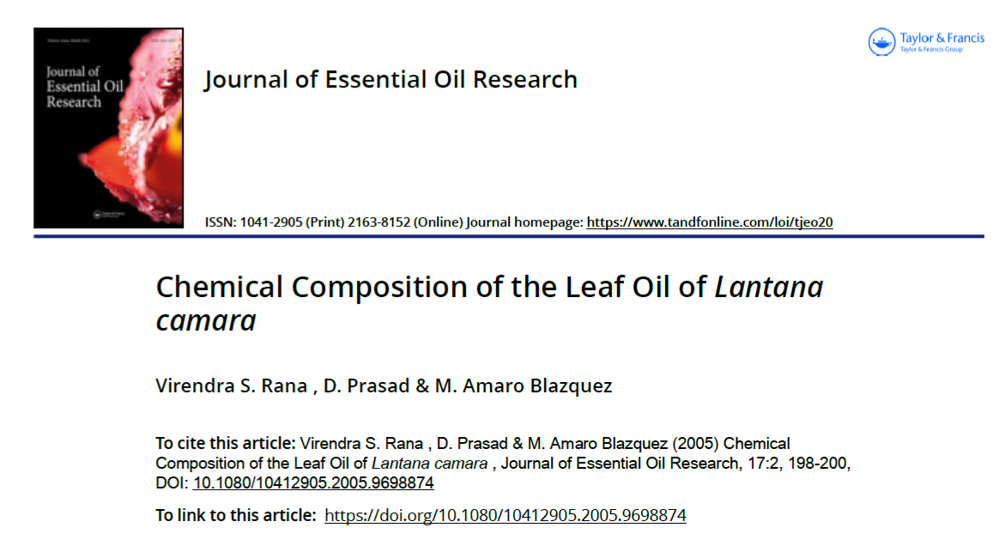 Journal of
Essential Oil
Research
Taylor & Francis
Taylor & Francis Group
Journal of Essential Oil Research
ISSN: 1041-2905 (Print) 2163-8152 (Online) Journal homepage: https://www.tandfonline.com/loi/tjeo20
Chemical Composition of the Leaf Oil of Lantana
camara
Virendra S. Rana , D. Prasad & M. Amaro Blazquez
To cite this article: Virendra S. Rana , D. Prasad & M. Amaro Blazquez (2005) Chemical
Composition of the Leaf Oil of Lantana camara , Journal of Essential Oil Research, 17:2, 198-200,
DOI: 10.1080/10412905.2005.9698874
To link to this article: https://doi.org/10.1080/10412905.2005.9698874